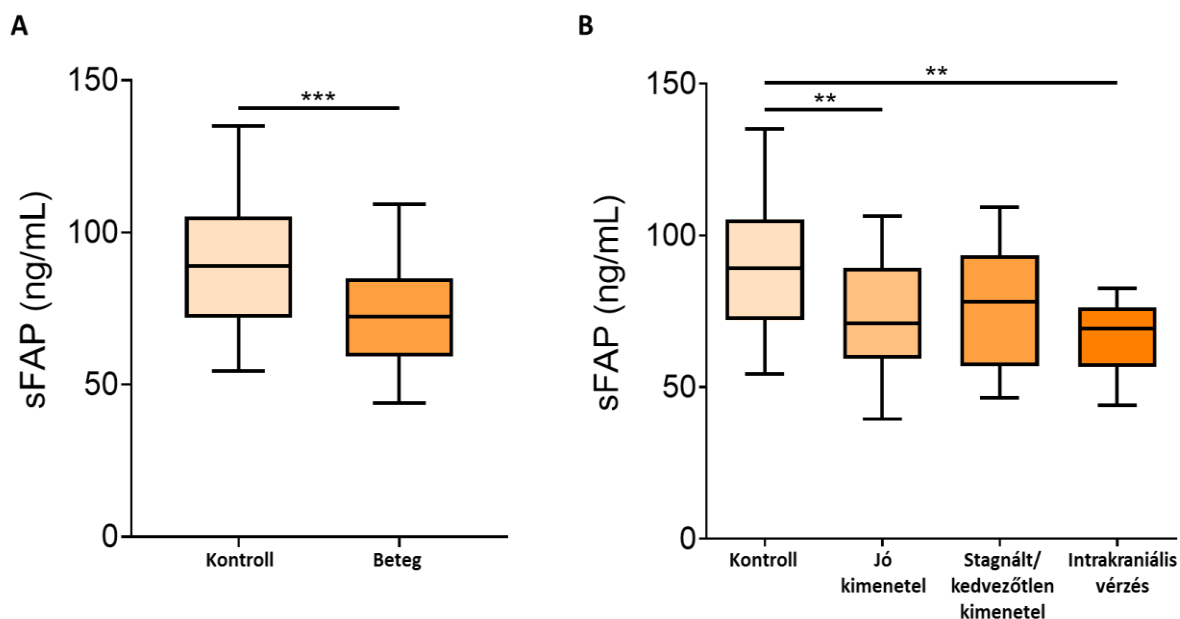 A
sFAP (ng/mL)
150
100
50
0
***
Kontroll
Beteg
B
sFAP (ng/mL)
150
100
50
0
**
**
Kontroll
Jó
kimenetel
Stagnált/
kedvezőtlen
kimenetel
Intrakraniális
vérzés